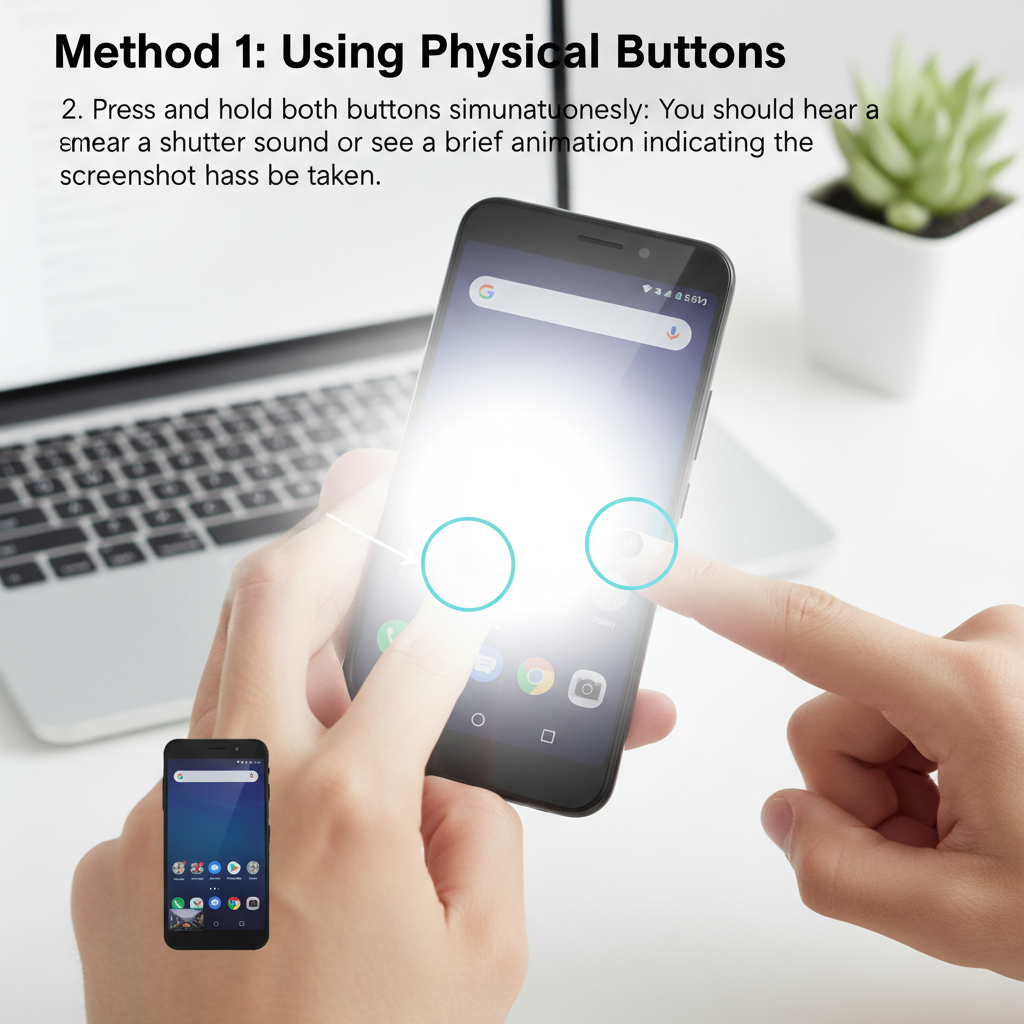 Method 1: Using Physical Buttons
2. Press and hold both buttons simunatuonesly: You should hear a
emear a shutter sound or see a brief animation indicating the
screenshot hass be taken.